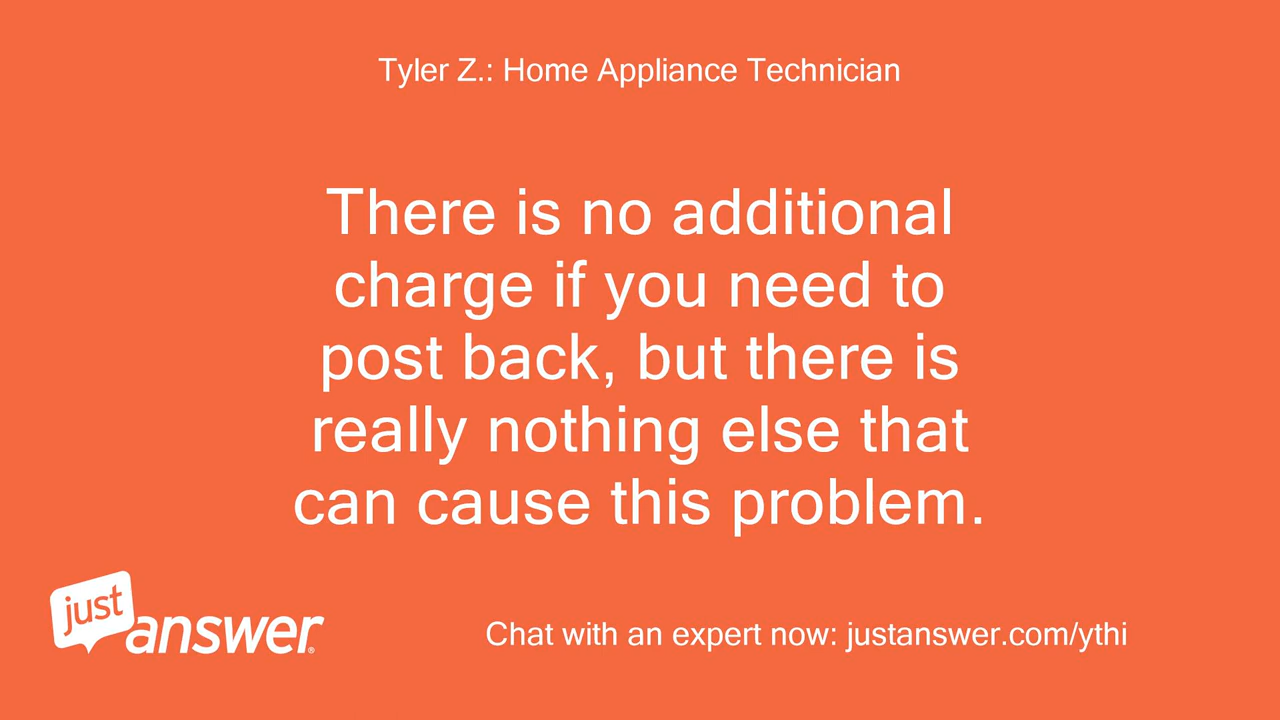 Tyler Z.: Home Appliance Technician
There is no additional
charge if you need to
post back, but there is
really nothing else that
can cause this problem.
just
answer®
Chat with an expert now: justanswer.com/ythi